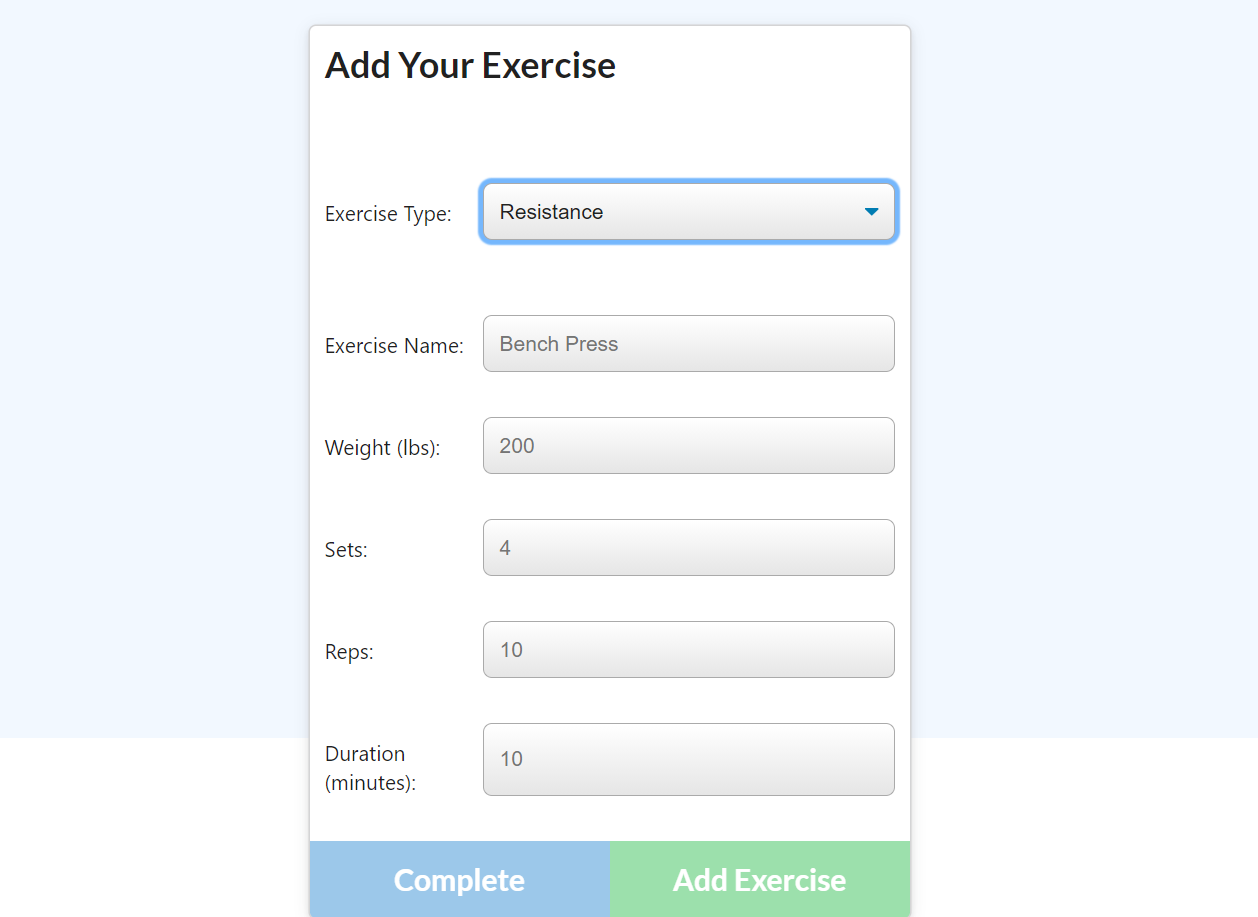 Add Your Exercise
Exercise Type: Resistance
Exercise Name: Bench Press
Weight (lbs): 200
Sets: 4
Reps: 10
Duration
(minutes): 10
Complete Add Exercise